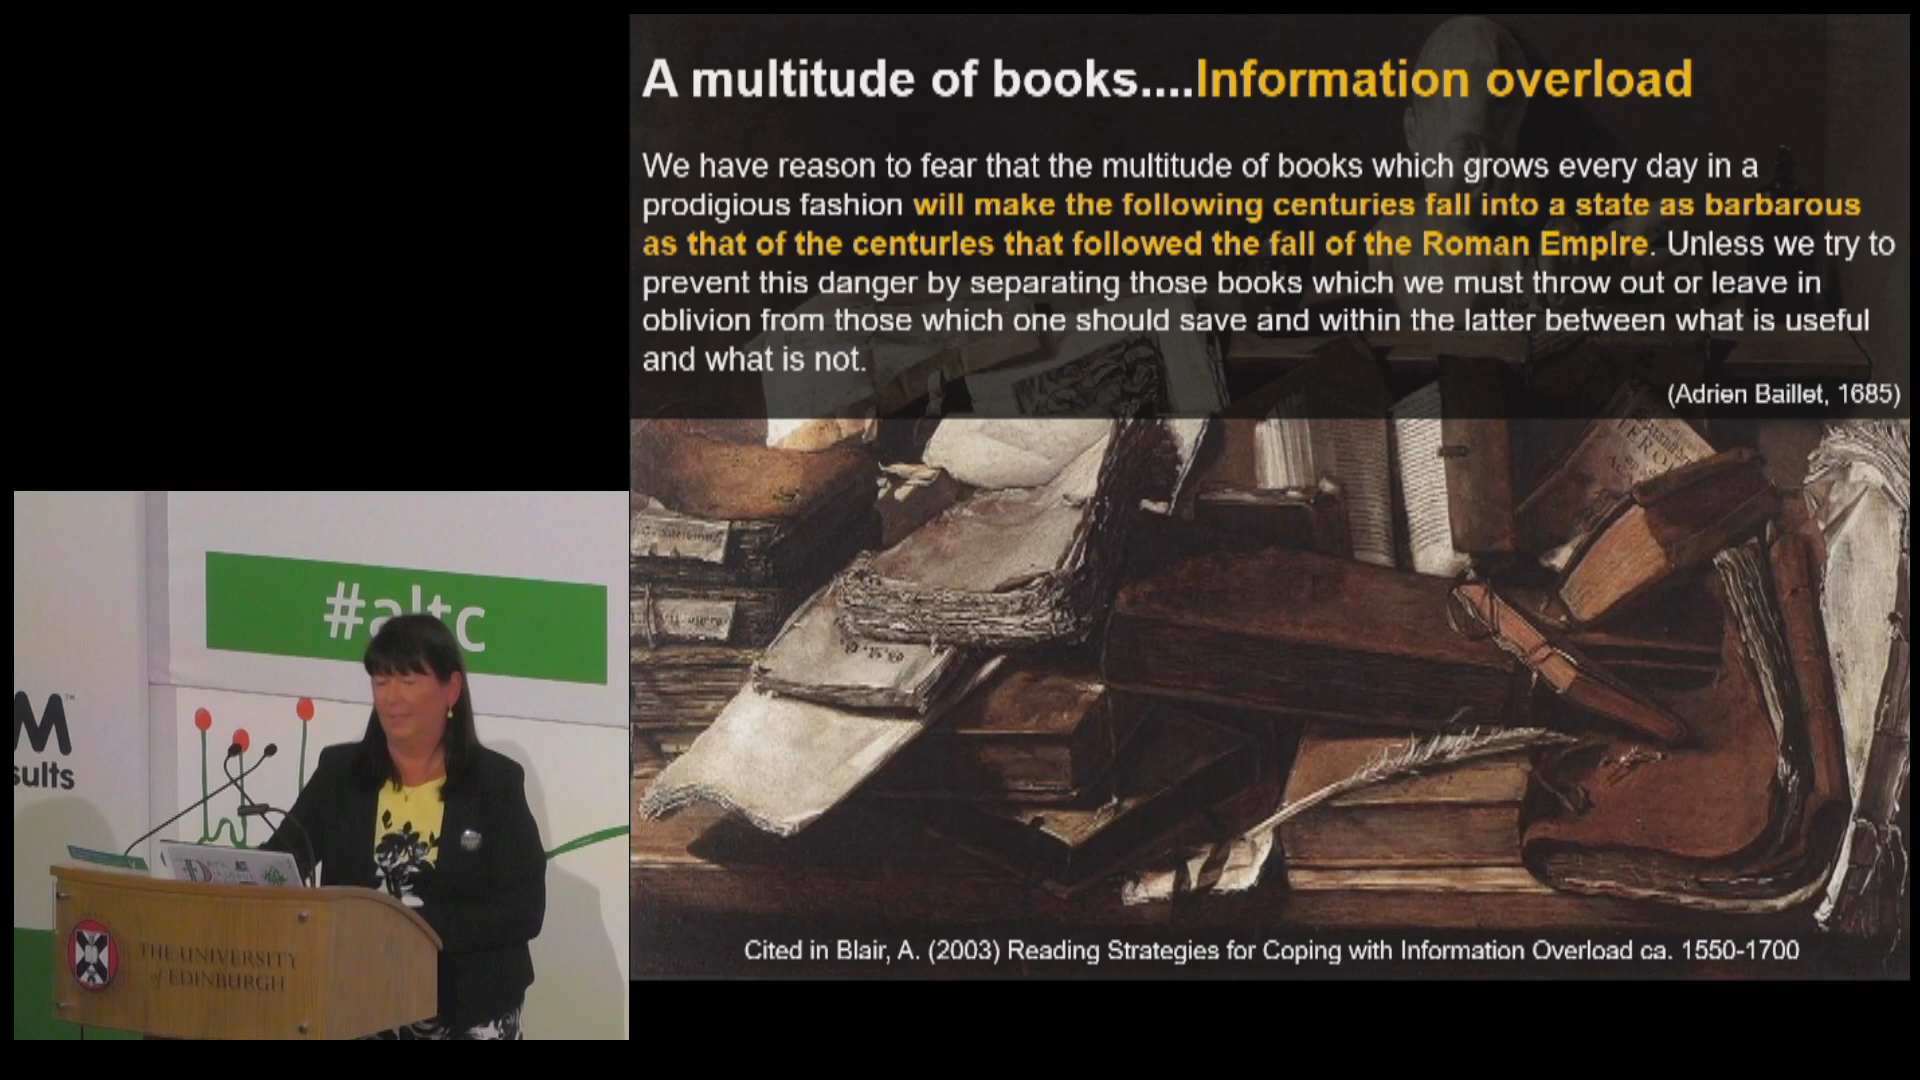 A multitude of books....Information overload
We have reason to fear that the multitude of books which grows every day in a
prodigious fashion will make the following centuries fall into a state as barbarous
as that of the centuries that followed the fall of the Roman Empire. Unless we try to
prevent this danger by separating those books which we must throw out or leave in
oblivion from those which one should save and within the latter between what is useful
and what is not.
(Adrien Baillet, 1685)
Cited in Blair, A. (2003) Reading Strategies for Coping with Information Overload ca. 1550-1700
#altc
M™
sults
THE UNIVERSITY
of EDINBURGH